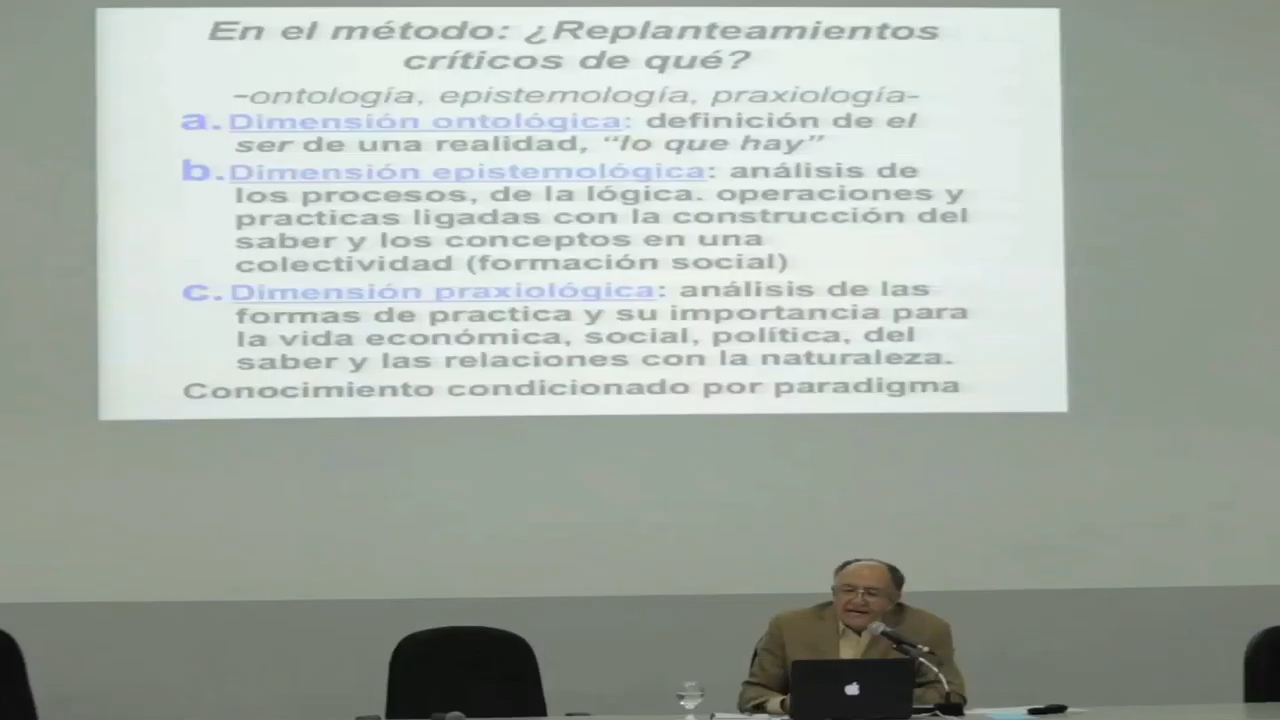 En el método: ¿Replanteamientos
críticos de qué?
-ontología, epistemología, praxiología-
a. Dimensión ontológica: definición de el
ser de una realidad, “lo que hay”
b. Dimensión epistemológica: análisis de
los procesos, de la lógica. operaciones y
practicas ligadas con la construcción del
saber y los conceptos en una
colectividad (formación social)
c. Dimensión praxiológica: análisis de las
formas de practica y su importancia para
la vida económica, social, política, del
saber y las relaciones con la naturaleza.
Conocimiento condicionado por paradigma